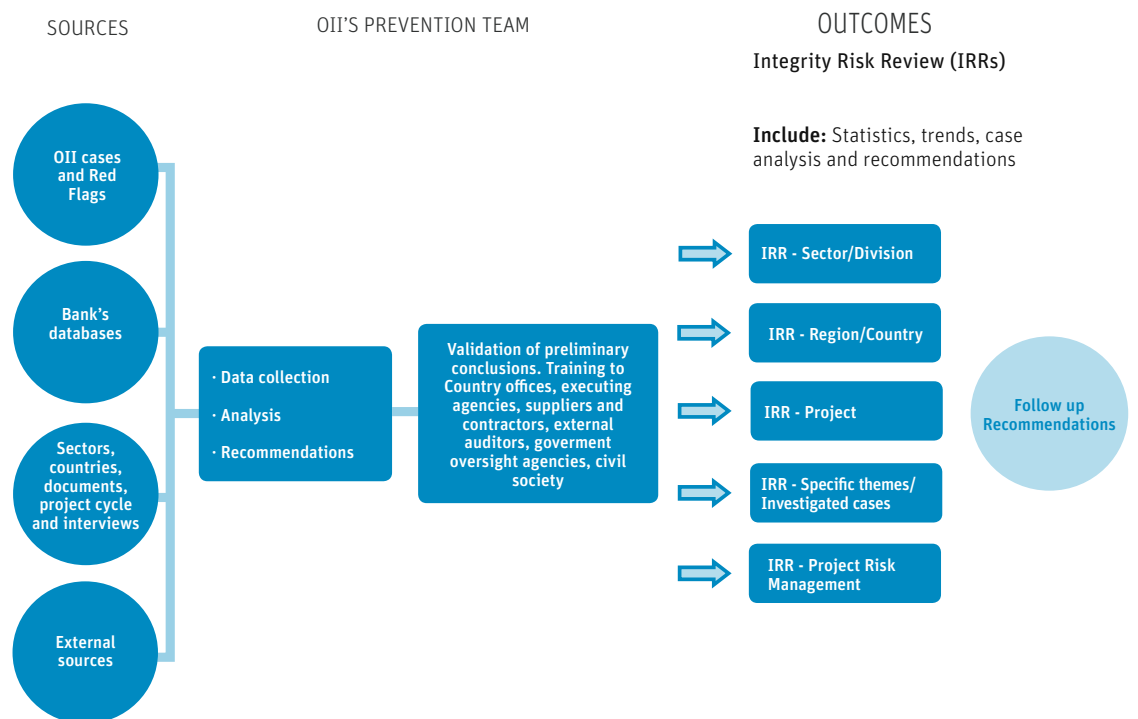 SOURCES
OII'S PREVENTION TEAM
OUTCOMES
Integrity Risk Review (IRRs)
Include: Statistics, trends, case
analysis and recommendations
OII cases
and Red
Flags
Bank's
databases
Sectors,
countries,
documents,
project cycle
and interviews
External
sources
· Data collection
· Analysis
· Recommendations
Validation of preliminary
conclusions. Training to
Country offices, executing
agencies, suppliers and
contractors, external
auditors, goverment
oversight agencies, civil
society
IRR - Sector/Division
IRR - Region/Country
IRR - Project
IRR - Specific themes/
Investigated cases
IRR - Project Risk
Management
Follow up
Recommendations